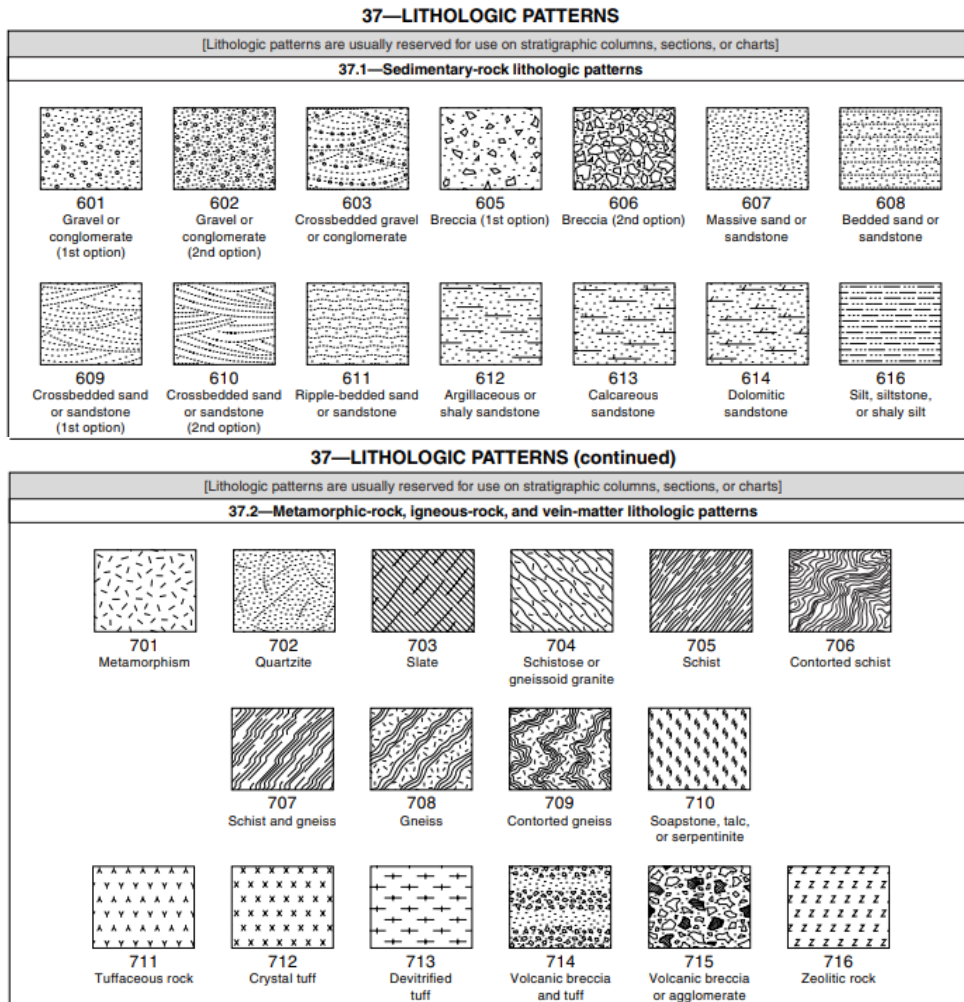 37—LITHOLOGIC PATTERNS
[Lithologic patterns are usually reserved for use on stratigraphic columns, sections, or charts]
37.1—Sedimentary-rock lithologic patterns
601
Gravel or
conglomerate
(1st option)
602
Gravel or
conglomerate
(2nd option)
603
Crossbedded gravel
or conglomerate
605
Breccia (1st option)
606
Breccia (2nd option)
607
Massive sand or
sandstone
608
Bedded sand or
sandstone
609
Crossbedded sand
or sandstone
(1st option)
610
Crossbedded sand
or sandstone
(2nd option)
611
Ripple-bedded sand
or sandstone
612
Argillaceous or
shaly sandstone
613
Calcareous
sandstone
614
Dolomitic
sandstone
616
Silt, siltstone,
or shaly silt
37—LITHOLOGIC PATTERNS (continued)
[Lithologic patterns are usually reserved for use on stratigraphic columns, sections, or charts]
37.2—Metamorphic-rock, igneous-rock, and vein-matter lithologic patterns
701
Metamorphism
702
Quartzite
703
Slate
704
Schistose or
gneissoid granite
705
Schist
706
Contorted schist
707
Schist and gneiss
708
Gneiss
709
Contorted gneiss
710
Soapstone, talc,
or serpentinite
711
Tuffaceous rock
712
Crystal tuff
713
Devitrified
tuff
714
Volcanic breccia
and tuff
715
Volcanic breccia
or agglomerate
716
Zeolitic rock